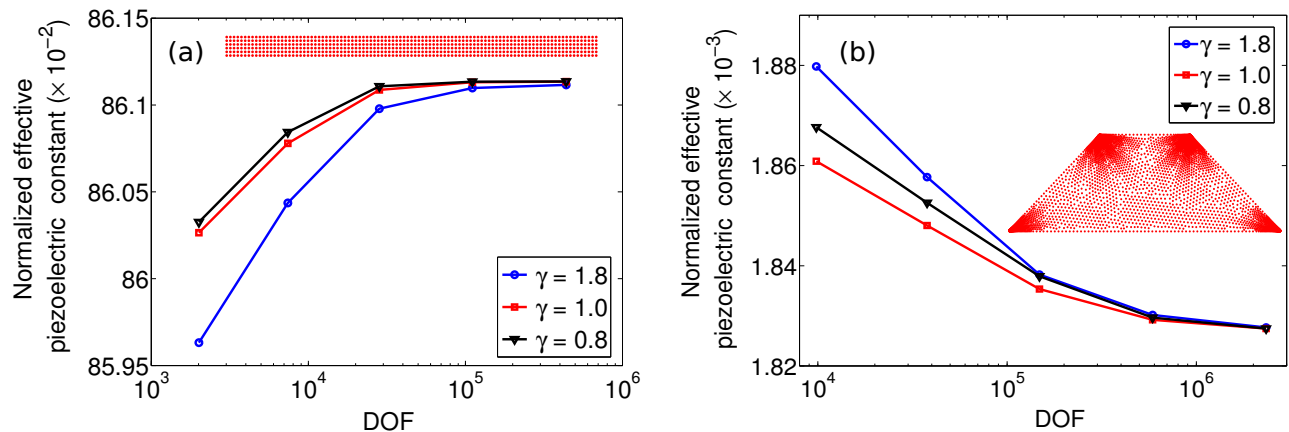 (a)
Normalized effective
piezoelectric constant (× 10⁻²)
86.15
86.1
86.05
86
85.95
10³
10⁴
10⁵
10⁶
DOF
γ = 1.8
γ = 1.0
γ = 0.8
(b)
Normalized effective
piezoelectric constant (× 10⁻³)
1.88
1.86
1.84
1.82
10⁴
10⁵
10⁶
DOF
γ = 1.8
γ = 1.0
γ = 0.8